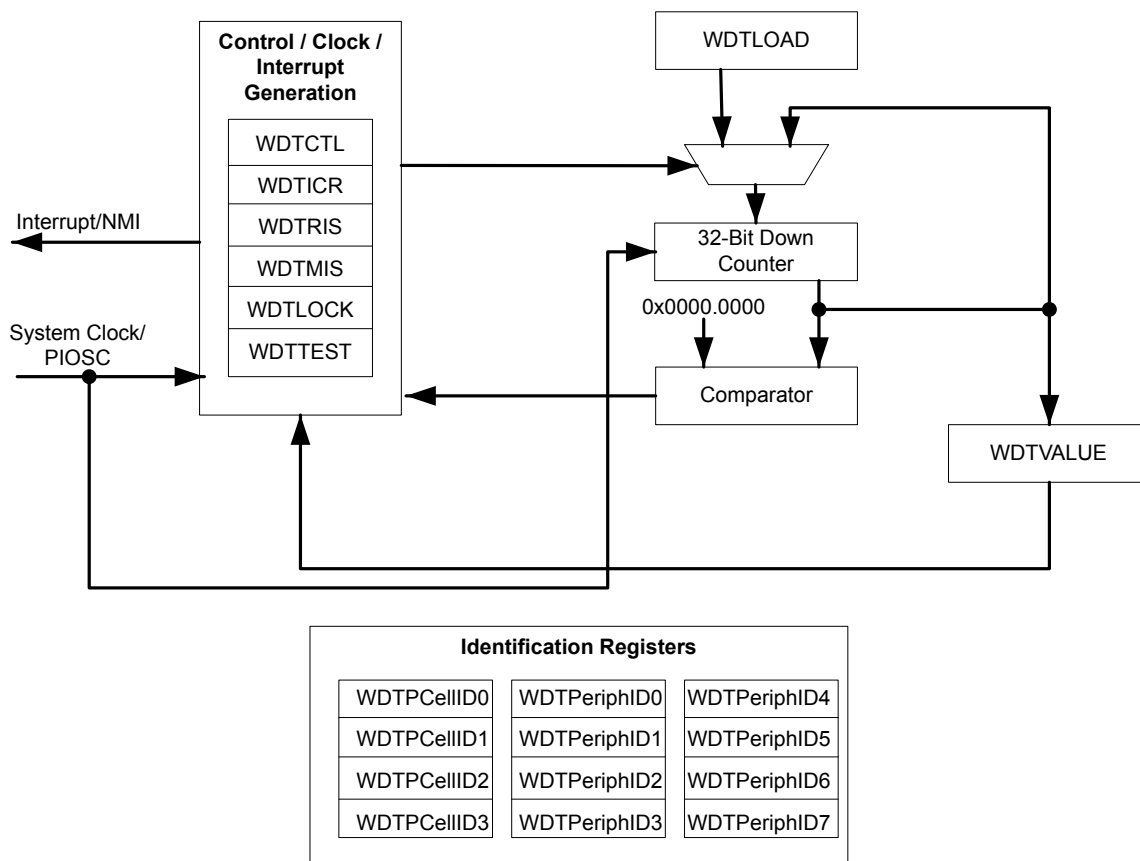 Control / Clock /
Interrupt
Generation
WDTCTL
WDTICR
WDTRIS
WDTMIS
WDTLOCK
WDTTEST
Interrupt/NMI
System Clock/
PIOSC
WDTLOAD
32-Bit Down
Counter
0x0000.0000
Comparator
WDTVALUE
Identification Registers
WDTPCellID0
WDTPCellID1
WDTPCellID2
WDTPCellID3
WDTPeriphID0
WDTPeriphID1
WDTPeriphID2
WDTPeriphID3
WDTPeriphID4
WDTPeriphID5
WDTPeriphID6
WDTPeriphID7